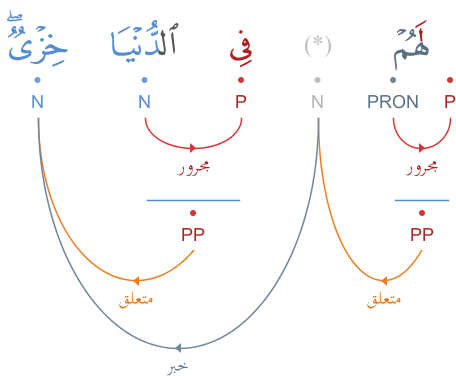 لَهُمْ (*) فِى ٱلدُّنْيَا خِزْىٌ ۖ
P PRON N P N N
مجرور مجرور
PP PP
متعلق متعلق
خبر